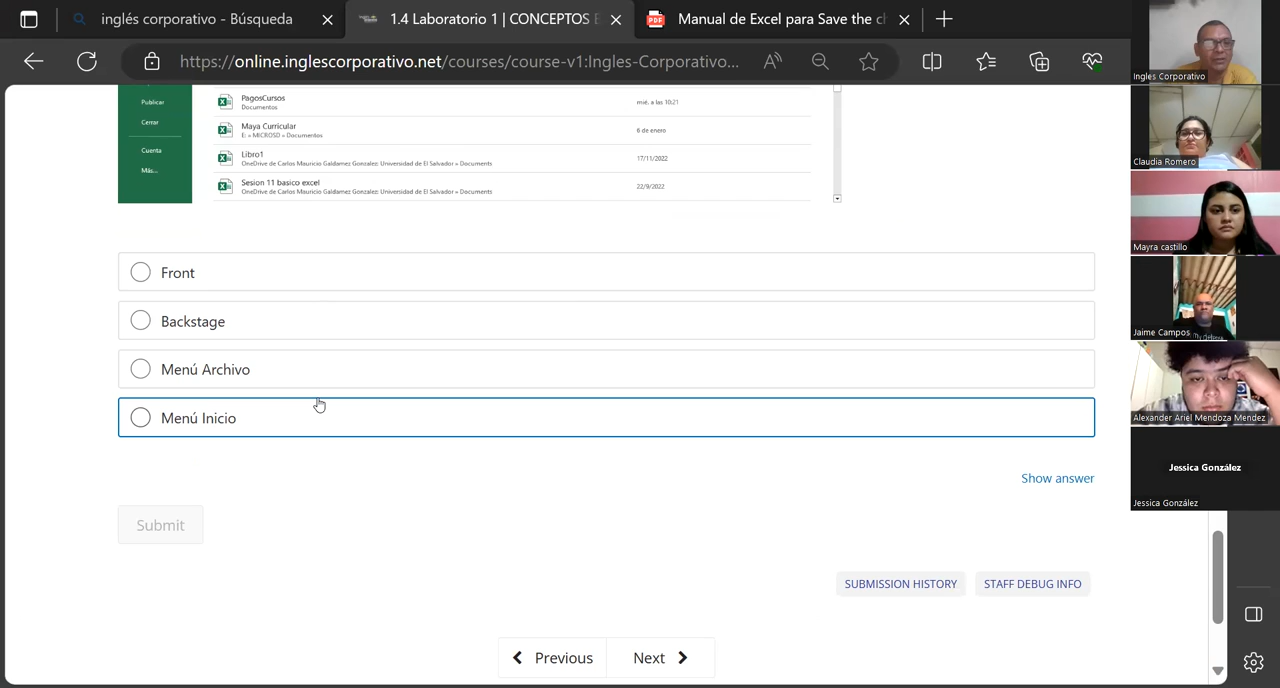 inglés corporativo - Búsqueda
1.4 Laboratorio 1 | CONCEPTOS
Manual de Excel para Save the
https://online.inglescorporativo.net/courses/course-v1:Ingles-Corporativo...
Publicar
Cerrar
Cuenta
Más...
PagosCursos
Documentos
mié. a las 10:21
Maya Curricular
E: » MICROSD » Documentos
6 de enero
Libro1
OneDrive de Carlos Mauricio Galdamez Gonzalez: Universidad de El Salvador » Documents
17/11/2022
Sesion 11 basico excel
OneDrive de Carlos Mauricio Galdamez Gonzalez: Universidad de El Salvador » Documents
22/9/2022
Front
Backstage
Menú Archivo
Menú Inicio
Show answer
Submit
SUBMISSION HISTORY
STAFF DEBUG INFO
Previous
Next
Ingles Corporativo
Claudia Romero
Mayra castillo
Jaime Campos
Alexander Ariel Mendoza Mendez
Jessica González
Jessica González